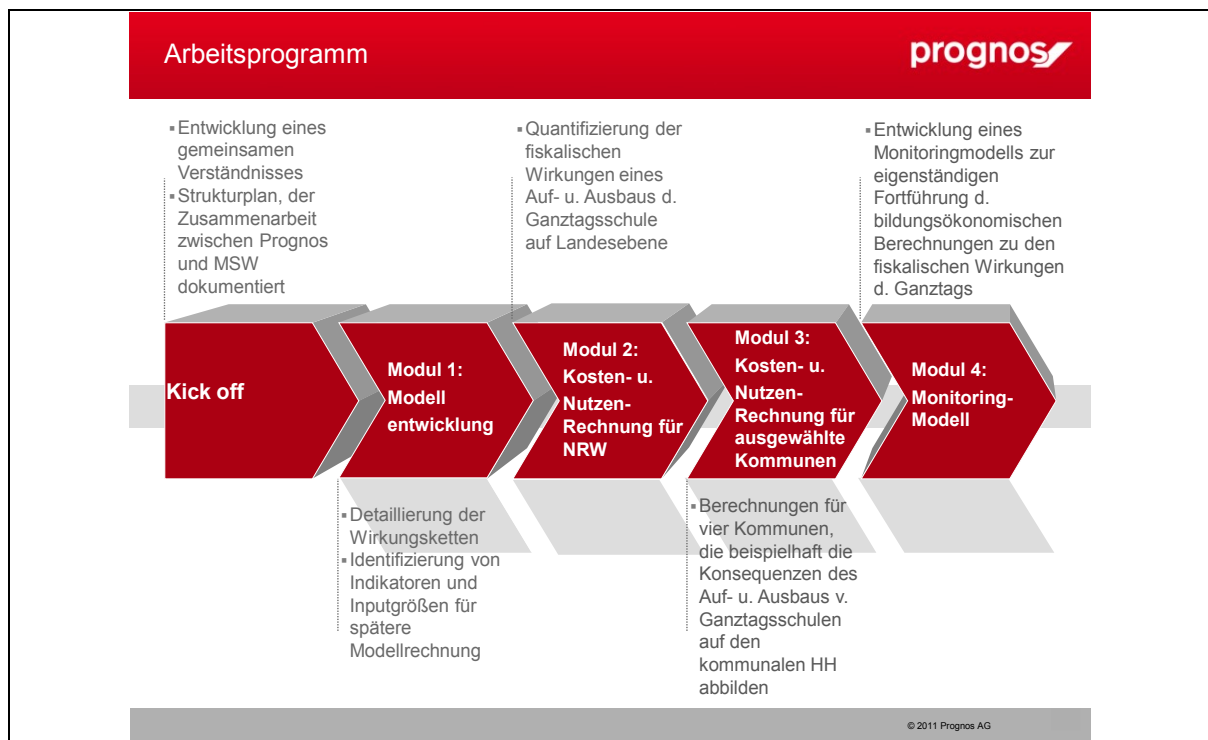 Arbeitsprogramm
prognos
▪Entwicklung eines
gemeinsamen
Verständnisses
▪Strukturplan, der
Zusammenarbeit
zwischen Prognos
und MSW
dokumentiert
▪Quantifizierung der
fiskalischen
Wirkungen eines
Auf- u. Ausbaus d.
Ganztagsschule
auf Landesebene
▪Entwicklung eines
Monitoringmodells zur
eigenständigen
Fortführung d.
bildungsökonomischen
Berechnungen zu den
fiskalischen Wirkungen
d. Ganztags
Kick off
Modul 1:
Modell
entwicklung
Modul 2:
Kosten- u.
Nutzen-
Rechnung für
NRW
Modul 3:
Kosten- u.
Nutzen-
Rechnung für
ausgewählte
Kommunen
Modul 4:
Monitoring-
Modell
▪Detaillierung der
Wirkungsketten
▪Identifizierung von
Indikatoren und
Inputgrößen für
spätere
Modellrechnung
▪Berechnungen für
vier Kommunen,
die beispielhaft die
Konsequenzen des
Auf- u. Ausbaus v.
Ganztagsschulen
auf den
kommunalen HH
abbilden
© 2011 Prognos AG